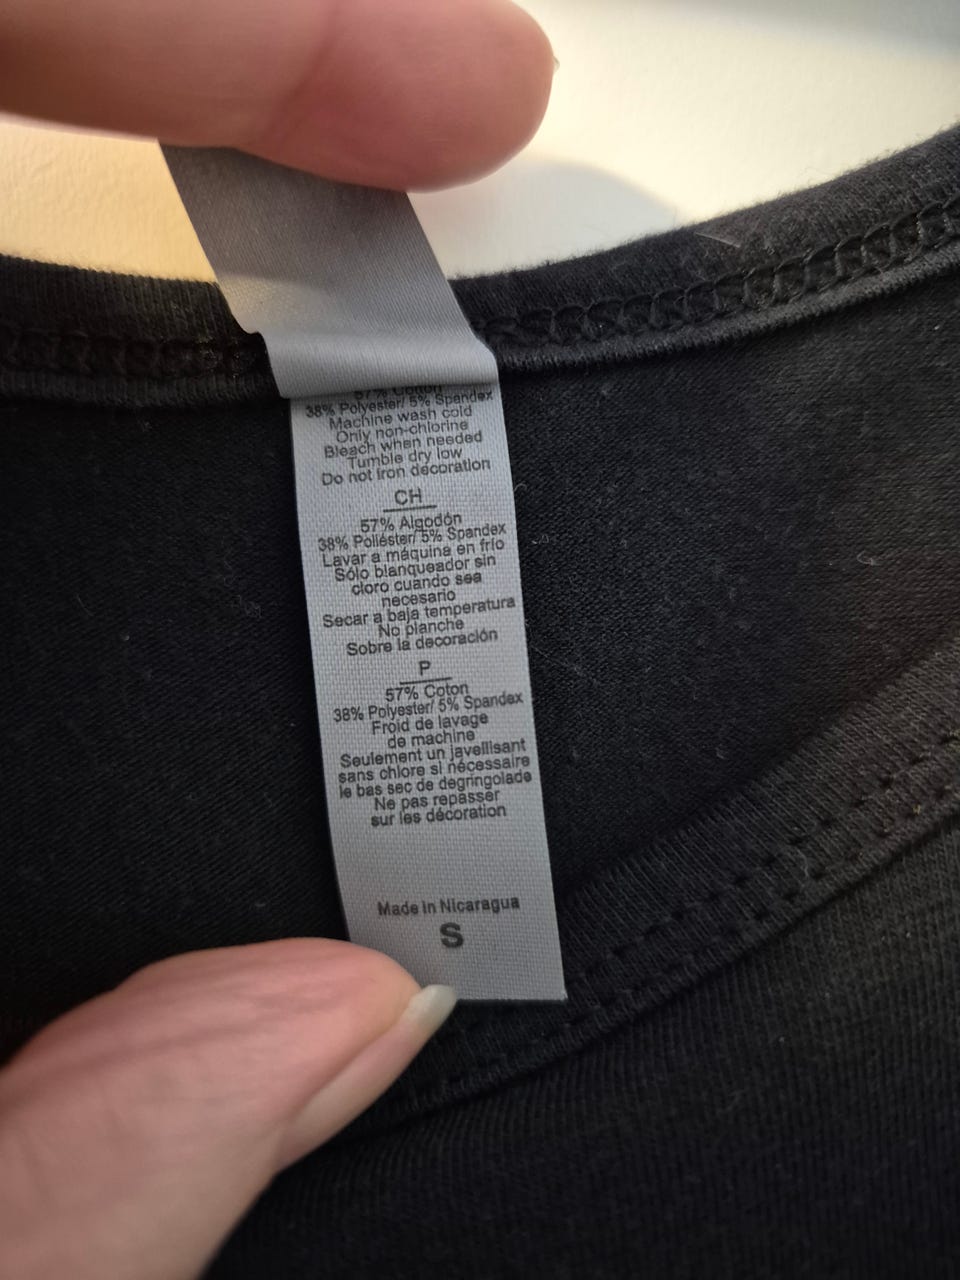 57% Cotton
38% Polyester/ 5% Spandex
Machine wash cold
Only non-chlorine
Bleach when needed
Tumble dry low
Do not iron decoration
CH
57% Algodón
38% Poliéster/ 5% Spandex
Lavar a máquina en frío
Sólo blanqueador sin
cloro cuando sea
necesario
Secar a baja temperatura
No planche
Sobre la decoración
P
57% Coton
38% Polyester/ 5% Spandex
Froid de lavage
de machine
Seulement un javellisant
sans chlore si nécessaire
le bas sec de degringolade
Ne pas repasser
sur les décoration
Made in Nicaragua
S